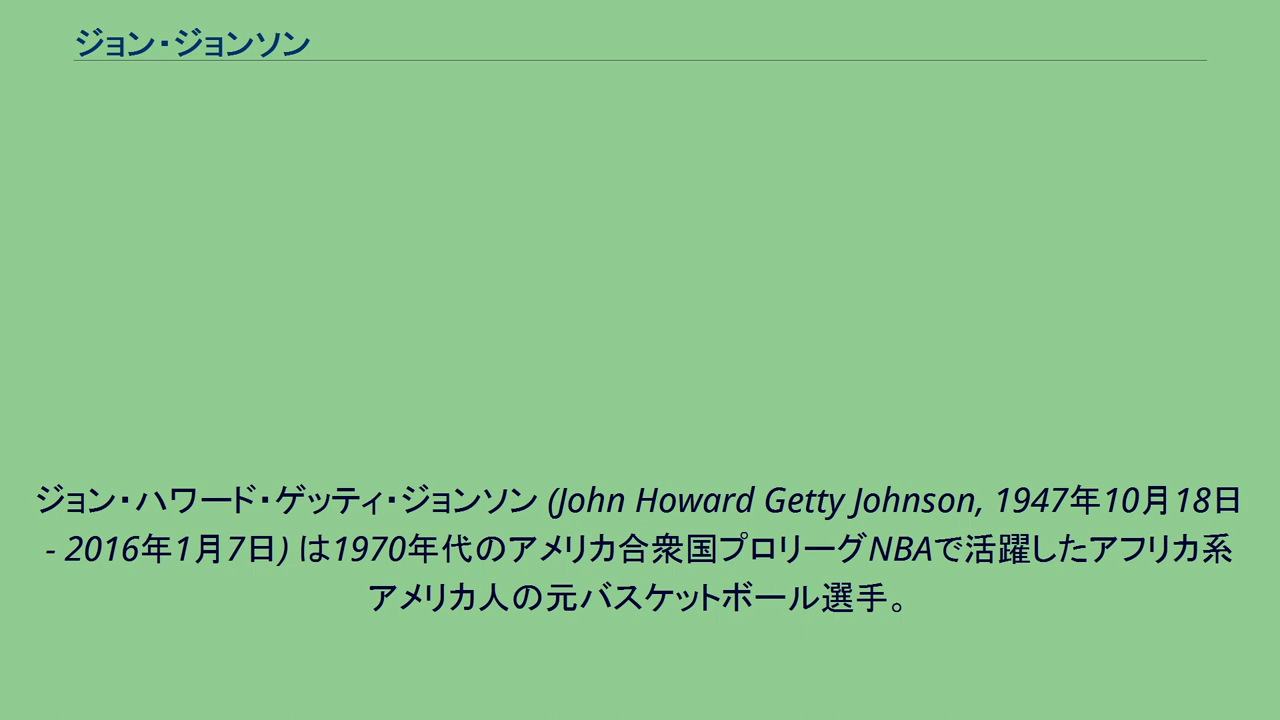 ジョン・ジョンソン
ジョン・ハワード・ゲッティ・ジョンソン (John Howard Getty Johnson, 1947年10月18日
- 2016年1月7日) は1970年代のアメリカ合衆国プロリーグNBAで活躍したアフリカ系
アメリカ人の元バスケットボール選手。